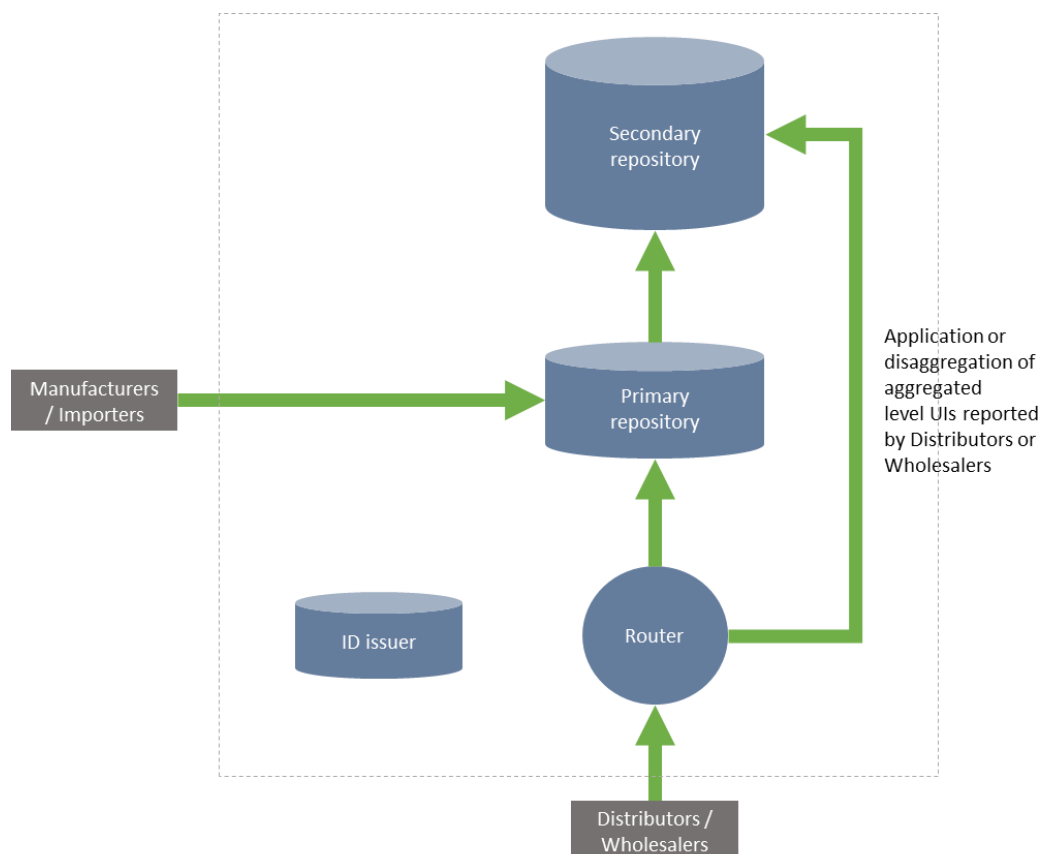 Secondary
repository
Application or
disaggregation of
aggregated
level UIs reported
by Distributors or
Wholesalers
Manufacturers
/ Importers
Primary
repository
ID issuer
Router
Distributors /
Wholesalers